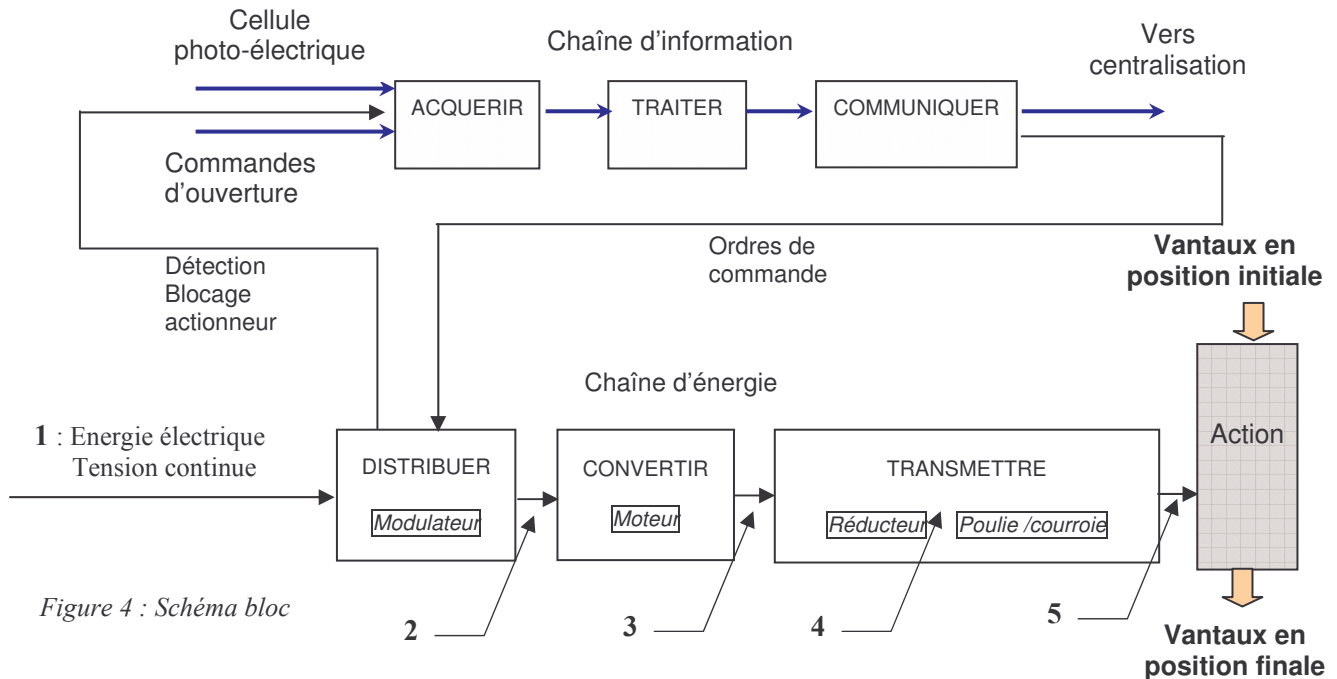 Cellule
photo-électrique
Chaîne d'information
Vers
centralisation
ACQUERIR
TRAITER
COMMUNIQUER
Commandes
d'ouverture
Détection
Blocage
actionneur
Ordres de
commande
Vantaux en
position initiale
Chaîne d'énergie
1 : Energie électrique
Tension continue
DISTRIBUER
Modulateur
CONVERTIR
Moteur
TRANSMETTRE
Réducteur
Poulie /courroie
Action
Figure 4 : Schéma bloc
2
3
4
5
Vantaux en
position finale